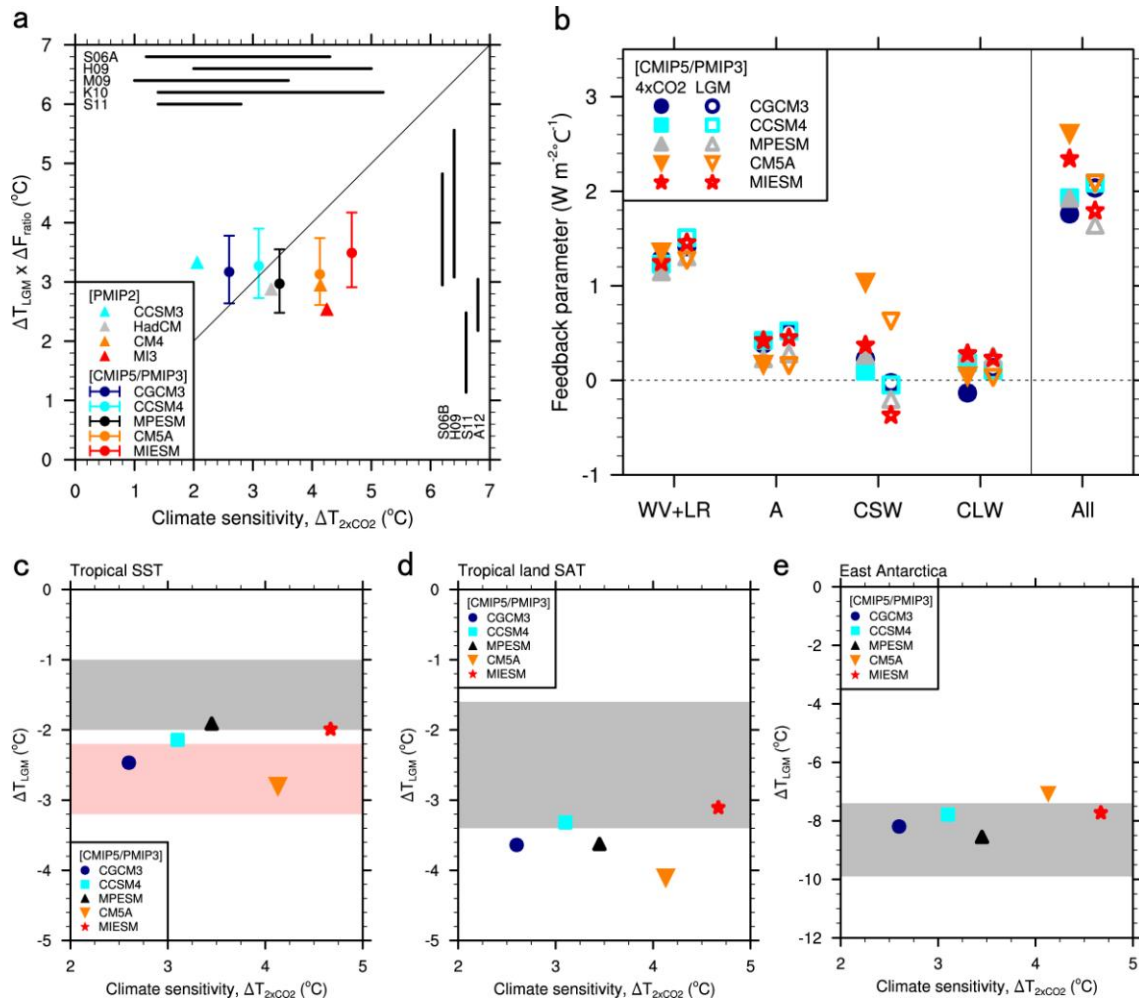 a
7
6
5
4
3
2
1
0
ΔT_LGM x ΔF_ratio (°C)
S06A
H09
M09
K10
S11
S06B
H09
S11
A12
[PMIP2]
CCSM3
HadCM
CM4
MI3
[CMIP5/PMIP3]
CGCM3
CCSM4
MPESM
CM5A
MIESM
0 1 2 3 4 5 6 7
Climate sensitivity, ΔT_2xCO2 (°C)
b
3
2
1
0
-1
Feedback parameter (W m⁻²°C⁻¹)
[CMIP5/PMIP3]
4xCO2 LGM
CGCM3
CCSM4
MPESM
CM5A
MIESM
WV+LR A CSW CLW All
c
Tropical SST
0
-1
-2
-3
-4
-5
ΔT_LGM (°C)
[CMIP5/PMIP3]
CGCM3
CCSM4
MPESM
CM5A
MIESM
[CMIP5/PMIP3]
CGCM3
CCSM4
MPESM
CM5A
MIESM
2 3 4 5
Climate sensitivity, ΔT_2xCO2 (°C)
d
Tropical land SAT
0
-1
-2
-3
-4
-5
ΔT_LGM (°C)
[CMIP5/PMIP3]
CGCM3
CCSM4
MPESM
CM5A
MIESM
2 3 4 5
Climate sensitivity, ΔT_2xCO2 (°C)
e
East Antarctica
0
-2
-4
-6
-8
-10
-12
ΔT_LGM (°C)
[CMIP5/PMIP3]
CGCM3
CCSM4
MPESM
CM5A
MIESM
2 3 4 5
Climate sensitivity, ΔT_2xCO2 (°C)